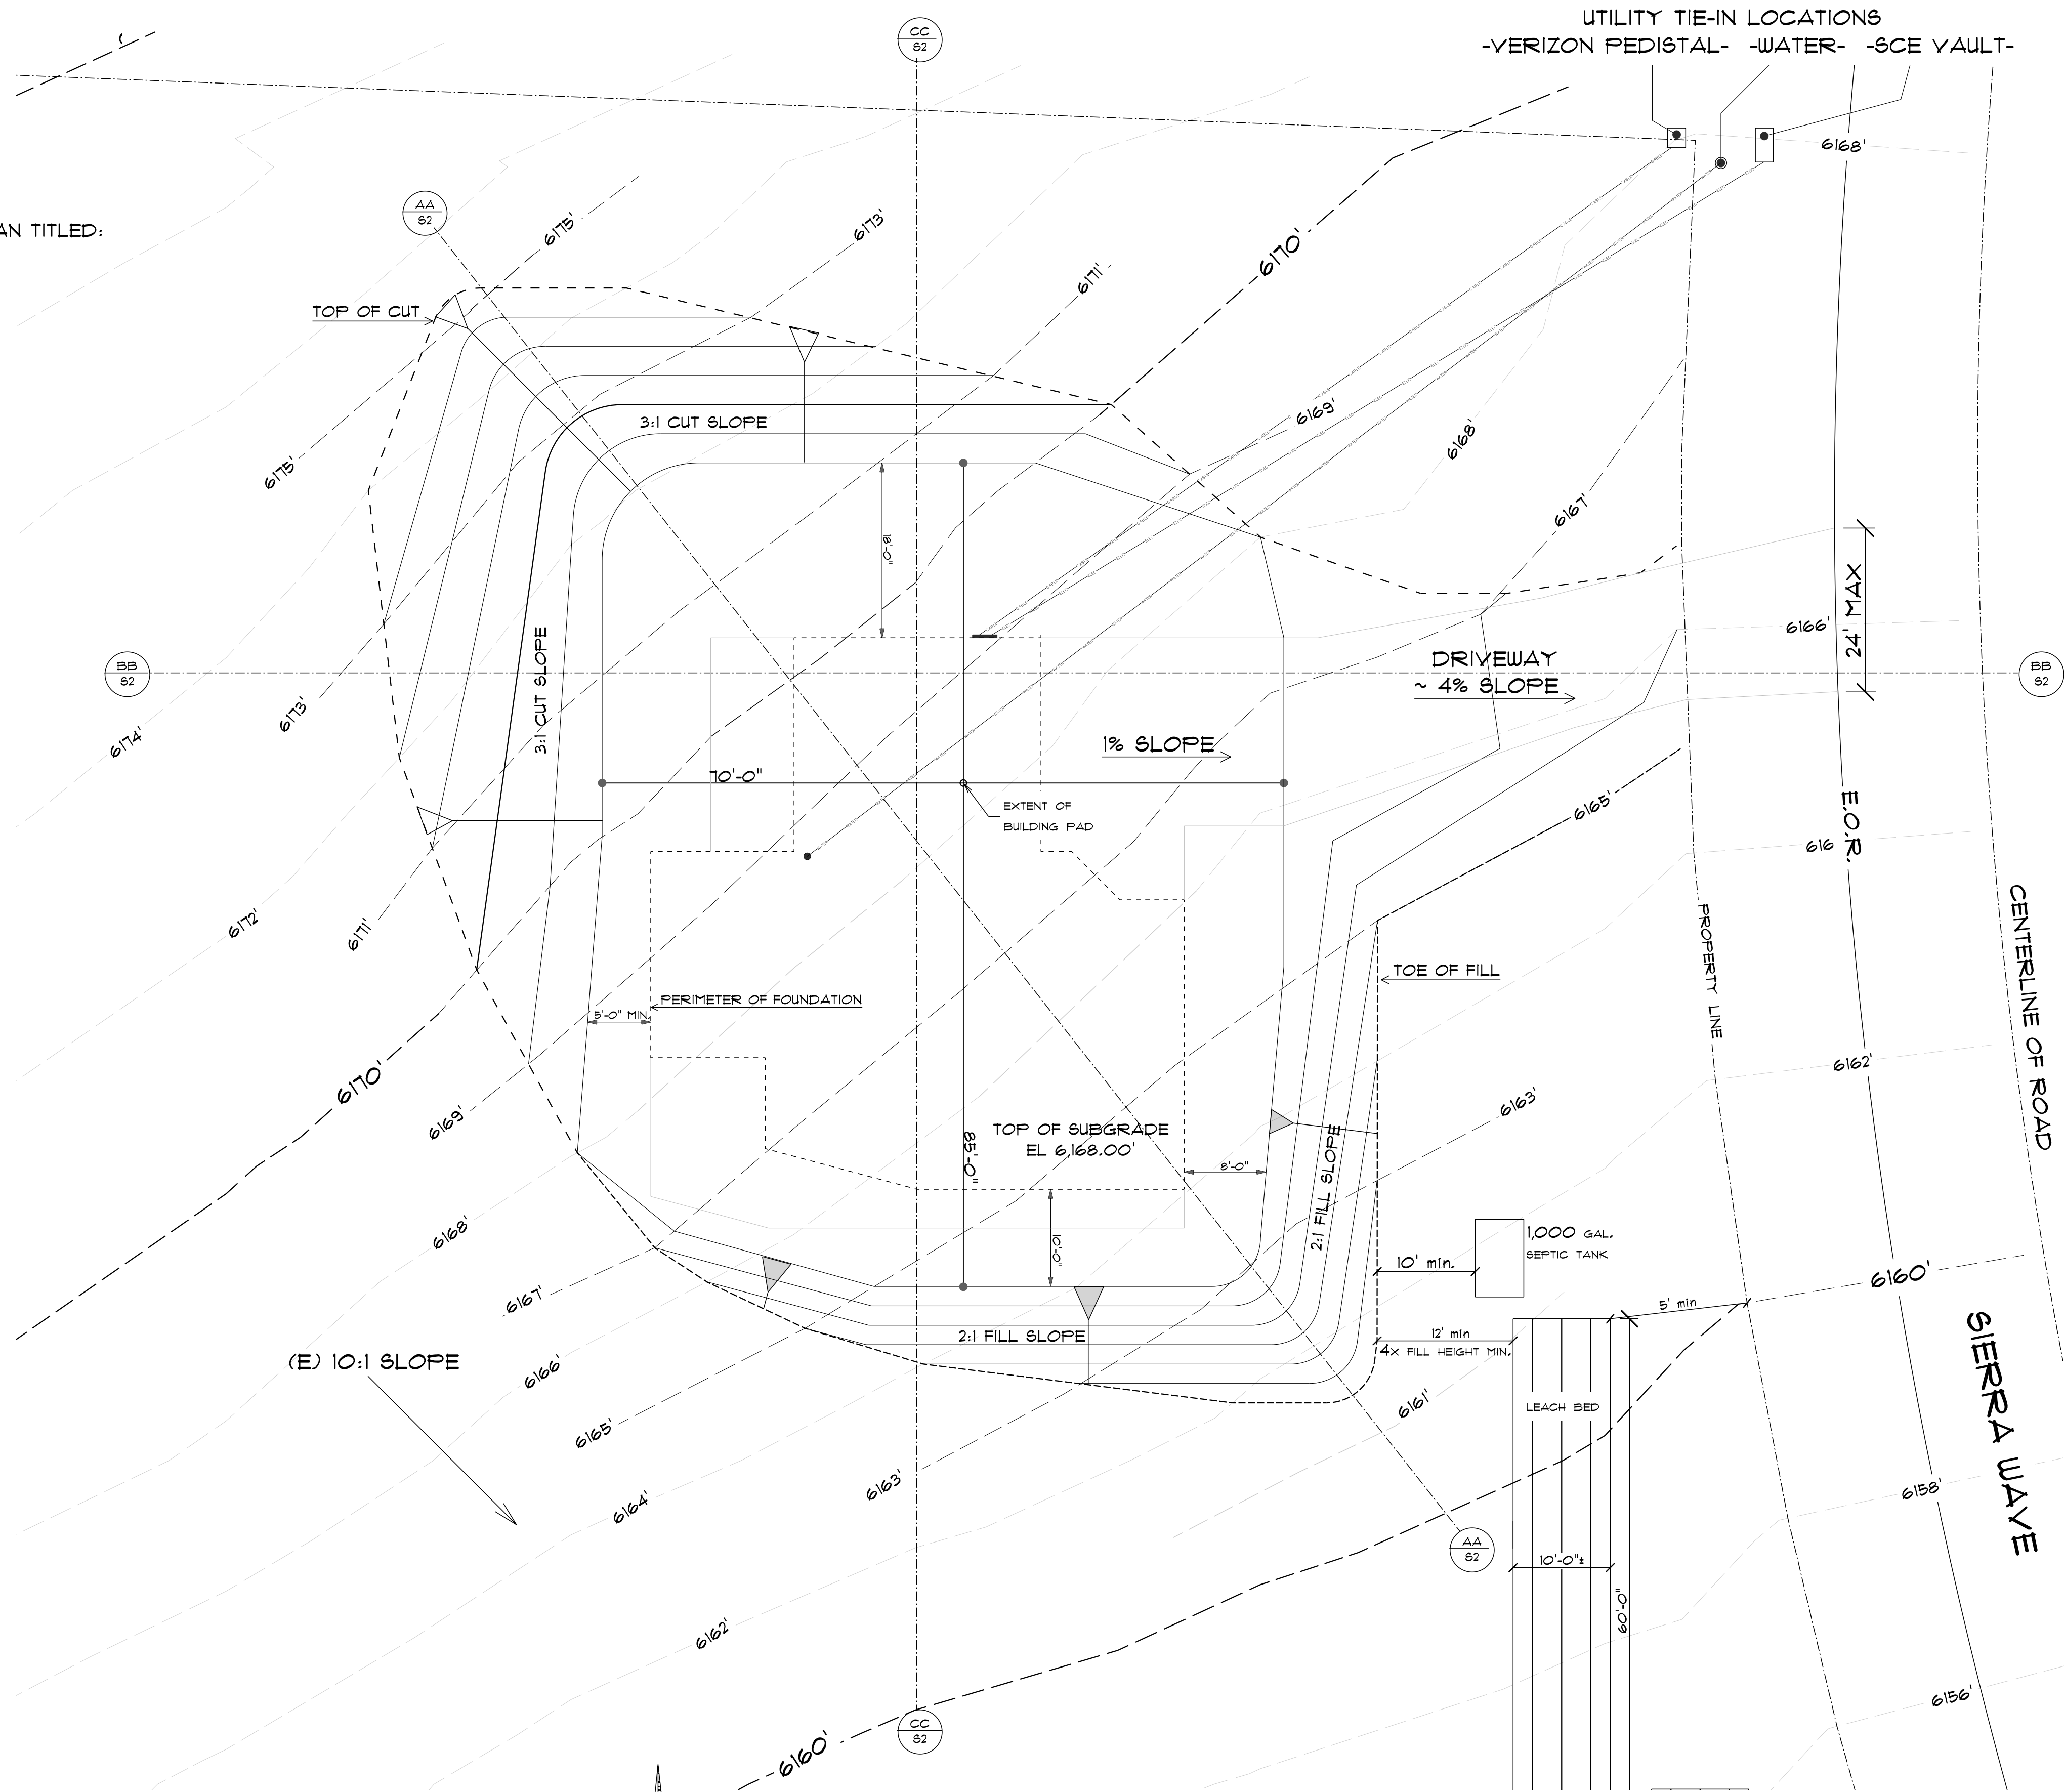 UTILITY TIE-IN LOCATIONS
-VERIZON PEDISTAL- -WATER- -SCE VAULT-
CC
S2
6168'
AA
S2
AN TITLED:
6175'
6173'
6170'
6171'
TOP OF CUT
3:1 CUT SLOPE
6169'
6168'
6175'
6167'
18'-0"
24' MAX
6166'
3:1 CUT SLOPE
BB
S2
DRIVEWAY
~ 4% SLOPE
BB
S2
6173'
6174'
1% SLOPE
70'-0"
EXTENT OF
BUILDING PAD
6165'
E.O.R.
616
6172'
6171'
PROPERTY LINE
CENTERLINE OF ROAD
TOE OF FILL
PERIMETER OF FOUNDATION
5'-0" MIN.
6170'
6162'
6169'
6163'
TOP OF SUBGRADE
EL 6,168.00'
85'-0"
8'-0"
2:1 FILL SLOPE
6168'
10'-0"
1,000 GAL.
SEPTIC TANK
10' min.
6160'
6167'
5' min
2:1 FILL SLOPE
12' min
4X FILL HEIGHT MIN.
(E) 10:1 SLOPE
6166'
SIERRA WAVE
6161'
LEACH BED
6165'
6163'
6158'
6164'
AA
S2
10'-0"±
60'-0"
6162'
6156'
CC
S2
6160'